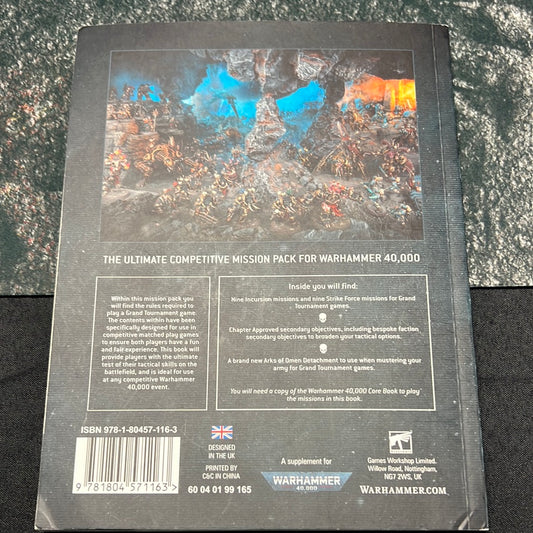 THE ULTIMATE COMPETITIVE MISSION PACK FOR WARHAMMER 40,000
Within this mission pack you
will find the rules required to
play a Grand Tournament game.
The contents within have been
specifically designed for use in
competitive matched play games
to ensure both players have a fun
and fair experience. This book will
provide players with the ultimate
test of their tactical skills on the
battlefield, and is ideal for use
at any competitive Warhammer
40,000 event.
Inside you will find:
Nine Incursion missions and nine Strike Force missions for Grand
Tournament games.
Chapter Approved secondary objectives, including bespoke faction
secondary objectives to broaden your tactical options.
A brand new Arks of Omen Detachment to use when mustering your
army for Grand Tournament games.
You will need a copy of the Warhammer 40,000 Core Book to play
the missions in this book.
ISBN 978-1-80457-116-3
9 781804 571163 >
DESIGNED
IN THE UK
PRINTED BY
C&C IN CHINA
60 04 01 99 165
A supplement for
WARHAMMER
40,000
Games Workshop Limited.
Willow Road, Nottingham,
NG7 2WS, UK
WARHAMMER.COM